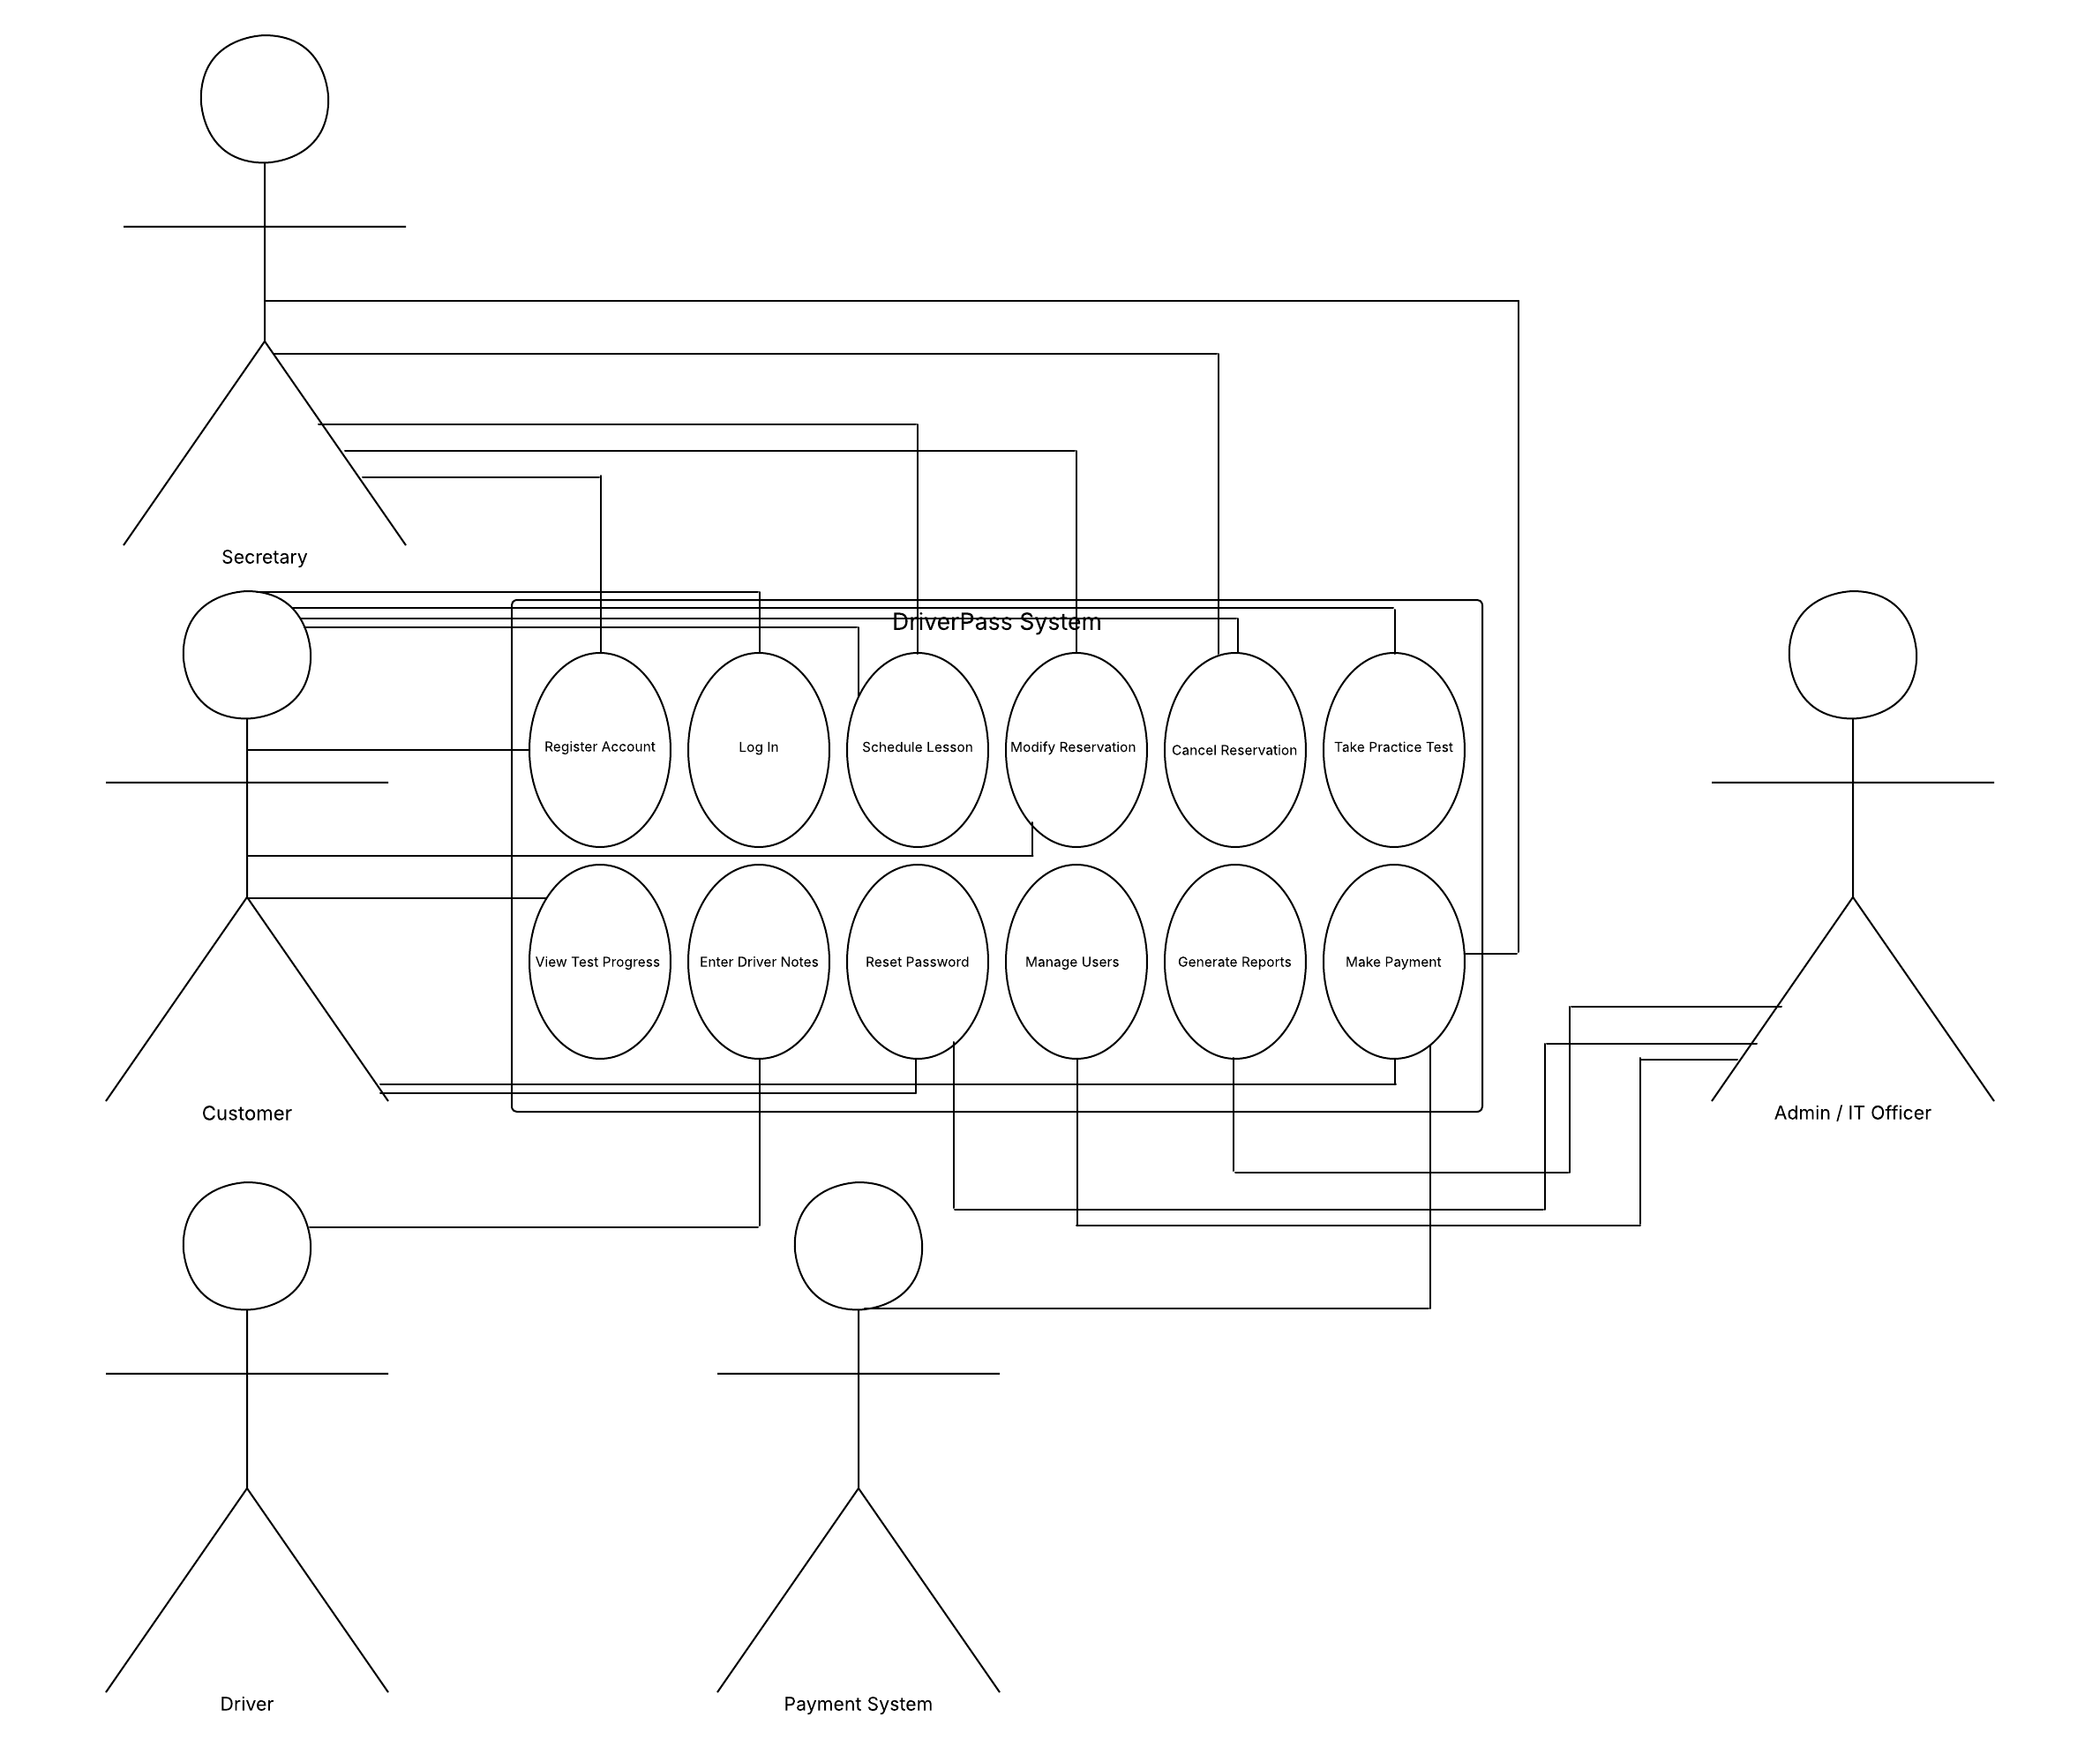 Secretary
DriverPass System
Register Account
Log In
Schedule Lesson
Modify Reservation
Cancel Reservation
Take Practice Test
View Test Progress
Enter Driver Notes
Reset Password
Manage Users
Generate Reports
Make Payment
Customer
Admin / IT Officer
Driver
Payment System